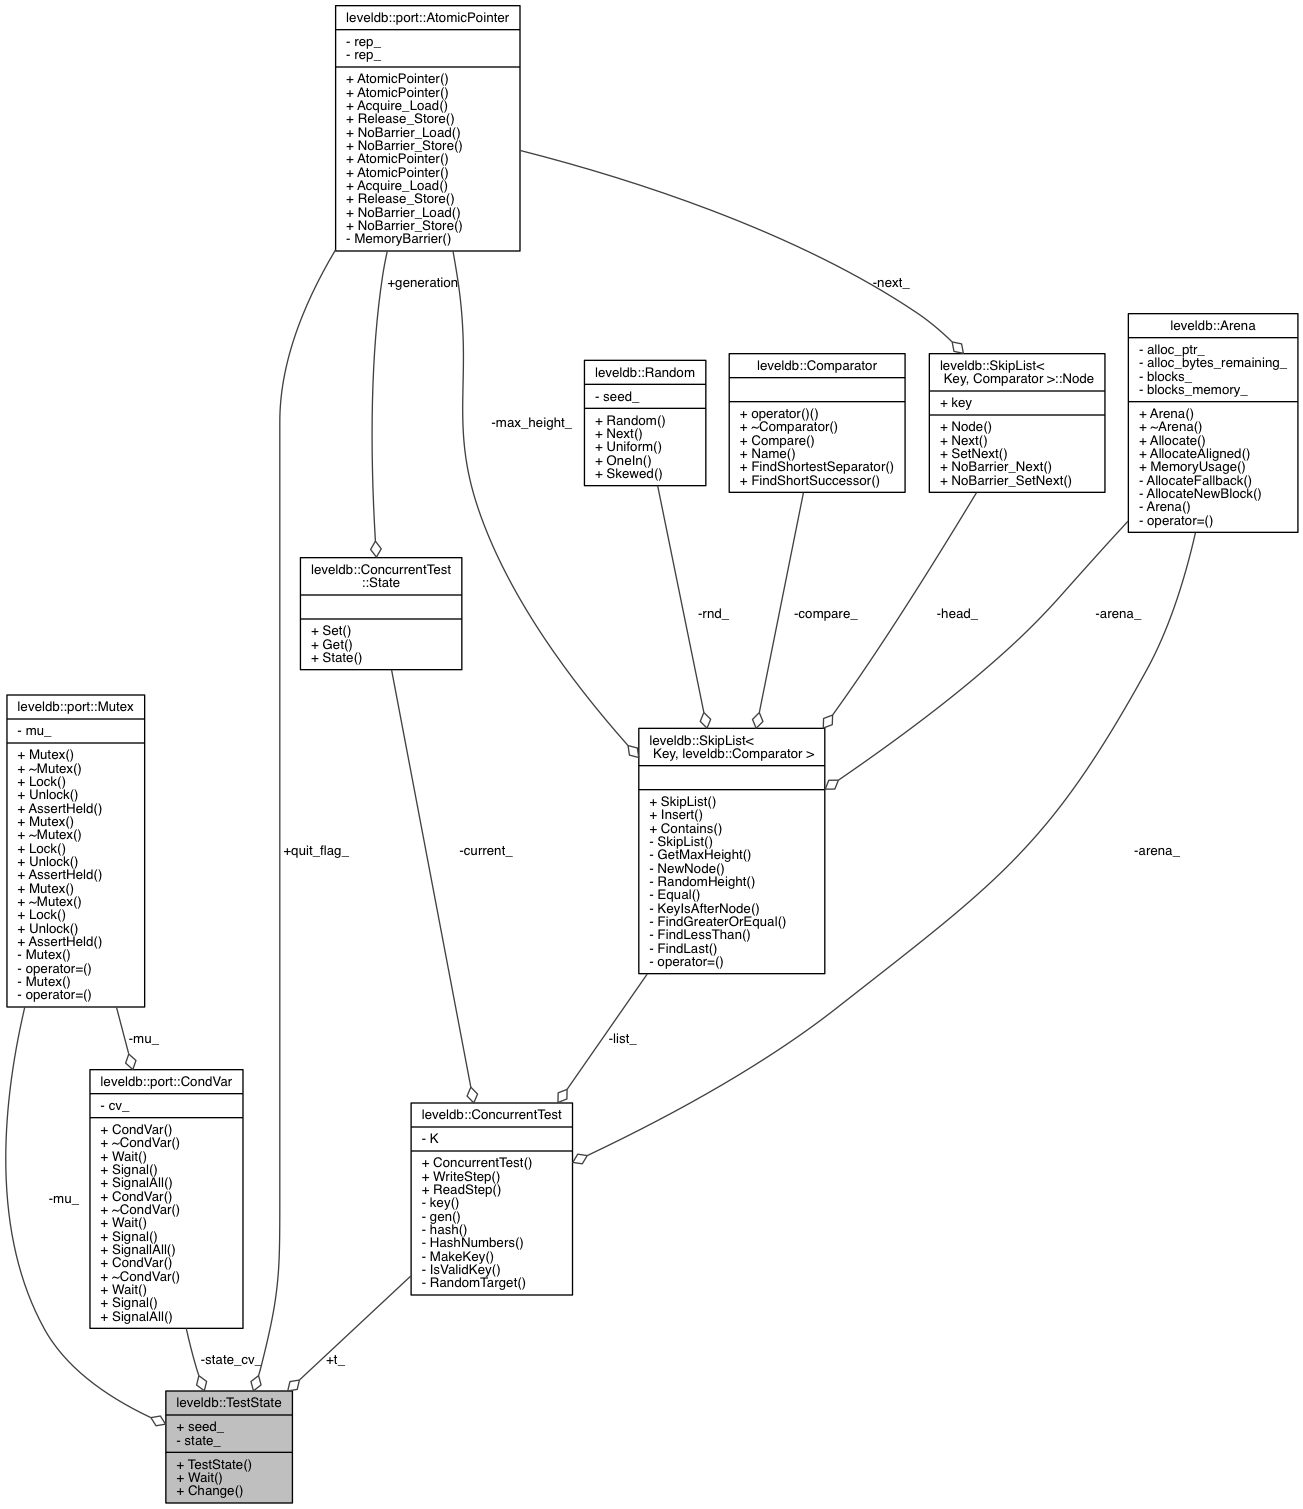 leveldb::port::AtomicPointer
- rep_
- rep_
+ AtomicPointer()
+ AtomicPointer()
+ Acquire_Load()
+ Release_Store()
+ NoBarrier_Load()
+ NoBarrier_Store()
+ AtomicPointer()
+ AtomicPointer()
+ Acquire_Load()
+ Release_Store()
+ NoBarrier_Load()
+ NoBarrier_Store()
- MemoryBarrier()
+generation
-next_
-max_height_
leveldb::Random
- seed_
+ Random()
+ Next()
+ Uniform()
+ OneIn()
+ Skewed()
leveldb::Comparator
+ operator()()
+ ~Comparator()
+ Compare()
+ Name()
+ FindShortestSeparator()
+ FindShortSuccessor()
leveldb::SkipList<
Key, Comparator >::Node
+ key
+ Node()
+ Next()
+ SetNext()
+ NoBarrier_Next()
+ NoBarrier_SetNext()
leveldb::Arena
- alloc_ptr_
- alloc_bytes_remaining_
- blocks_
- blocks_memory_
+ Arena()
+ ~Arena()
+ Allocate()
+ AllocateAligned()
+ MemoryUsage()
- AllocateFallback()
- AllocateNewBlock()
- Arena()
- operator=()
leveldb::ConcurrentTest
::State
+ Set()
+ Get()
+ State()
-rnd_
-compare_
-head_
-arena_
leveldb::port::Mutex
- mu_
+ Mutex()
+ ~Mutex()
+ Lock()
+ Unlock()
+ AssertHeld()
+ Mutex()
+ ~Mutex()
+ Lock()
+ Unlock()
+ AssertHeld()
+ Mutex()
+ ~Mutex()
+ Lock()
+ Unlock()
+ AssertHeld()
- Mutex()
- operator=()
- Mutex()
- operator=()
+quit_flag_
-current_
leveldb::SkipList<
Key, leveldb::Comparator >
+ SkipList()
+ Insert()
+ Contains()
- SkipList()
- GetMaxHeight()
- NewNode()
- RandomHeight()
- Equal()
- KeyIsAfterNode()
- FindGreaterOrEqual()
- FindLessThan()
- FindLast()
- operator=()
-arena_
-mu_
-list_
leveldb::port::CondVar
- cv_
+ CondVar()
+ ~CondVar()
+ Wait()
+ Signal()
+ SignalAll()
+ CondVar()
+ ~CondVar()
+ Wait()
+ Signal()
+ SignallAll()
+ CondVar()
+ ~CondVar()
+ Wait()
+ Signal()
+ SignalAll()
-mu_
leveldb::ConcurrentTest
- K
+ ConcurrentTest()
+ WriteStep()
+ ReadStep()
- key()
- gen()
- hash()
- HashNumbers()
- MakeKey()
- IsValidKey()
- RandomTarget()
-state_cv_
+t_
leveldb::TestState
+ seed_
- state_
+ TestState()
+ Wait()
+ Change()